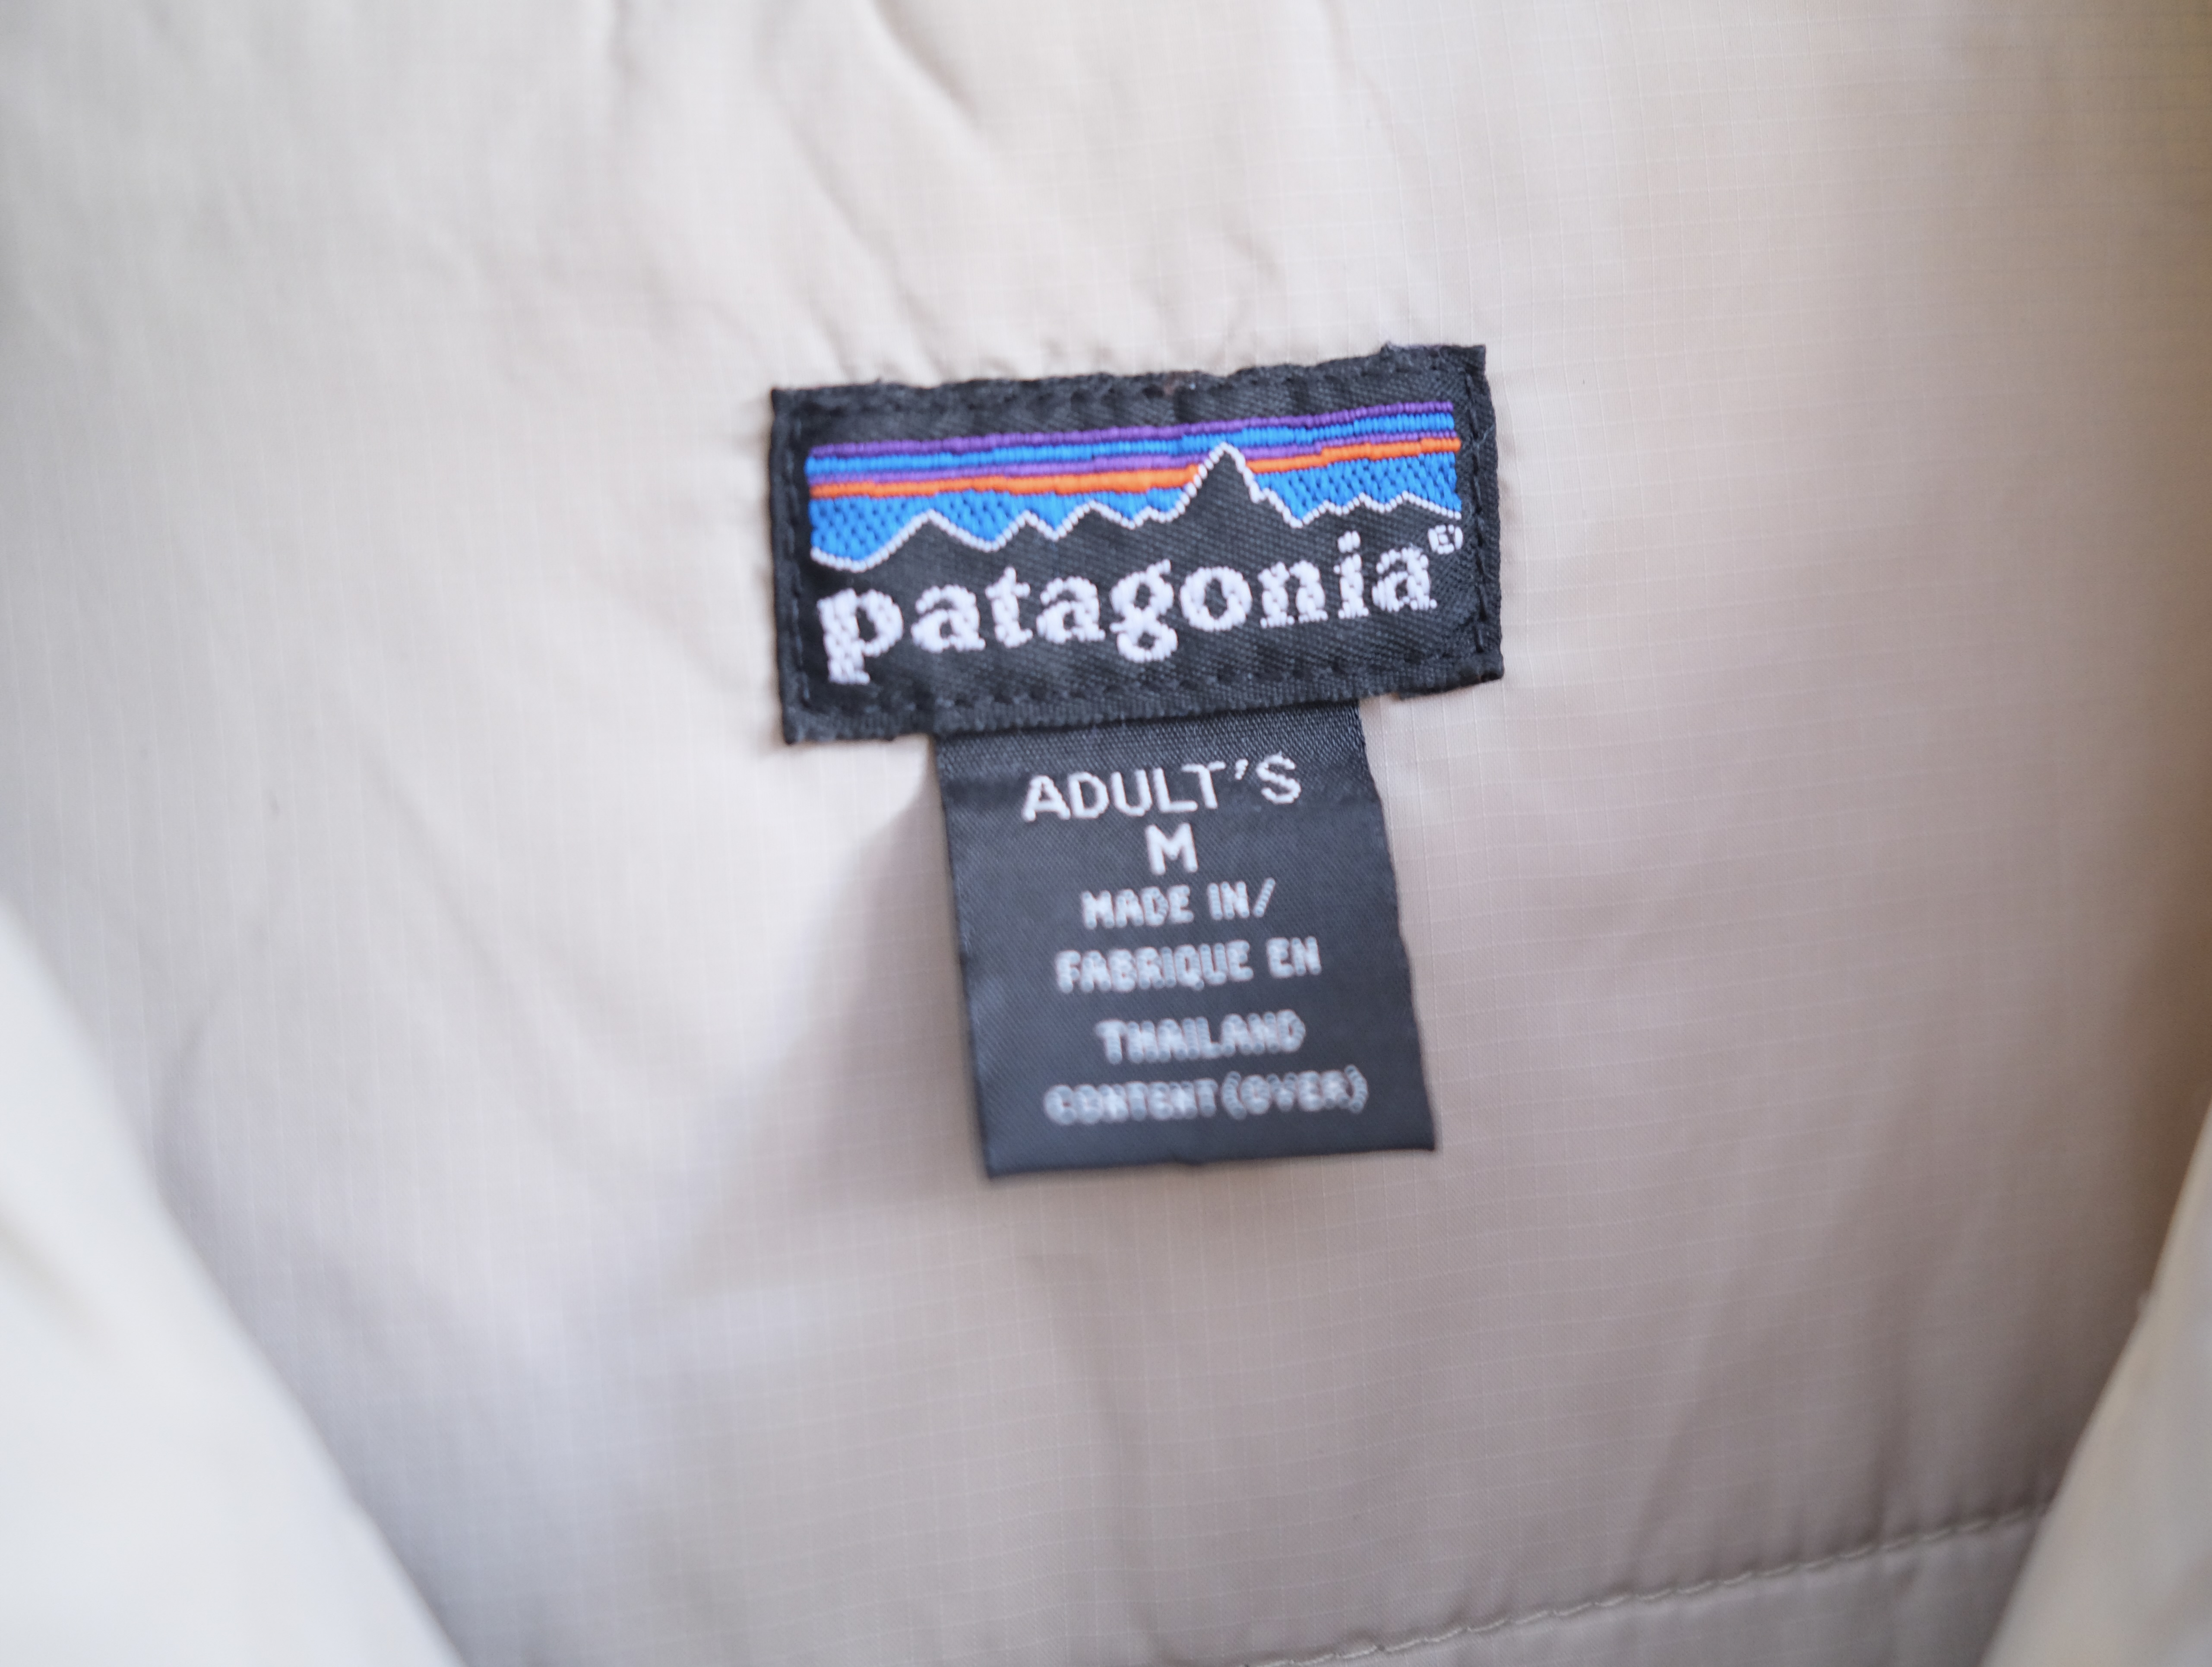 patagonia®
ADULT'S
M
MADE IN/
FABRIQUE EN
THAILAND
CONTENT(OVER)